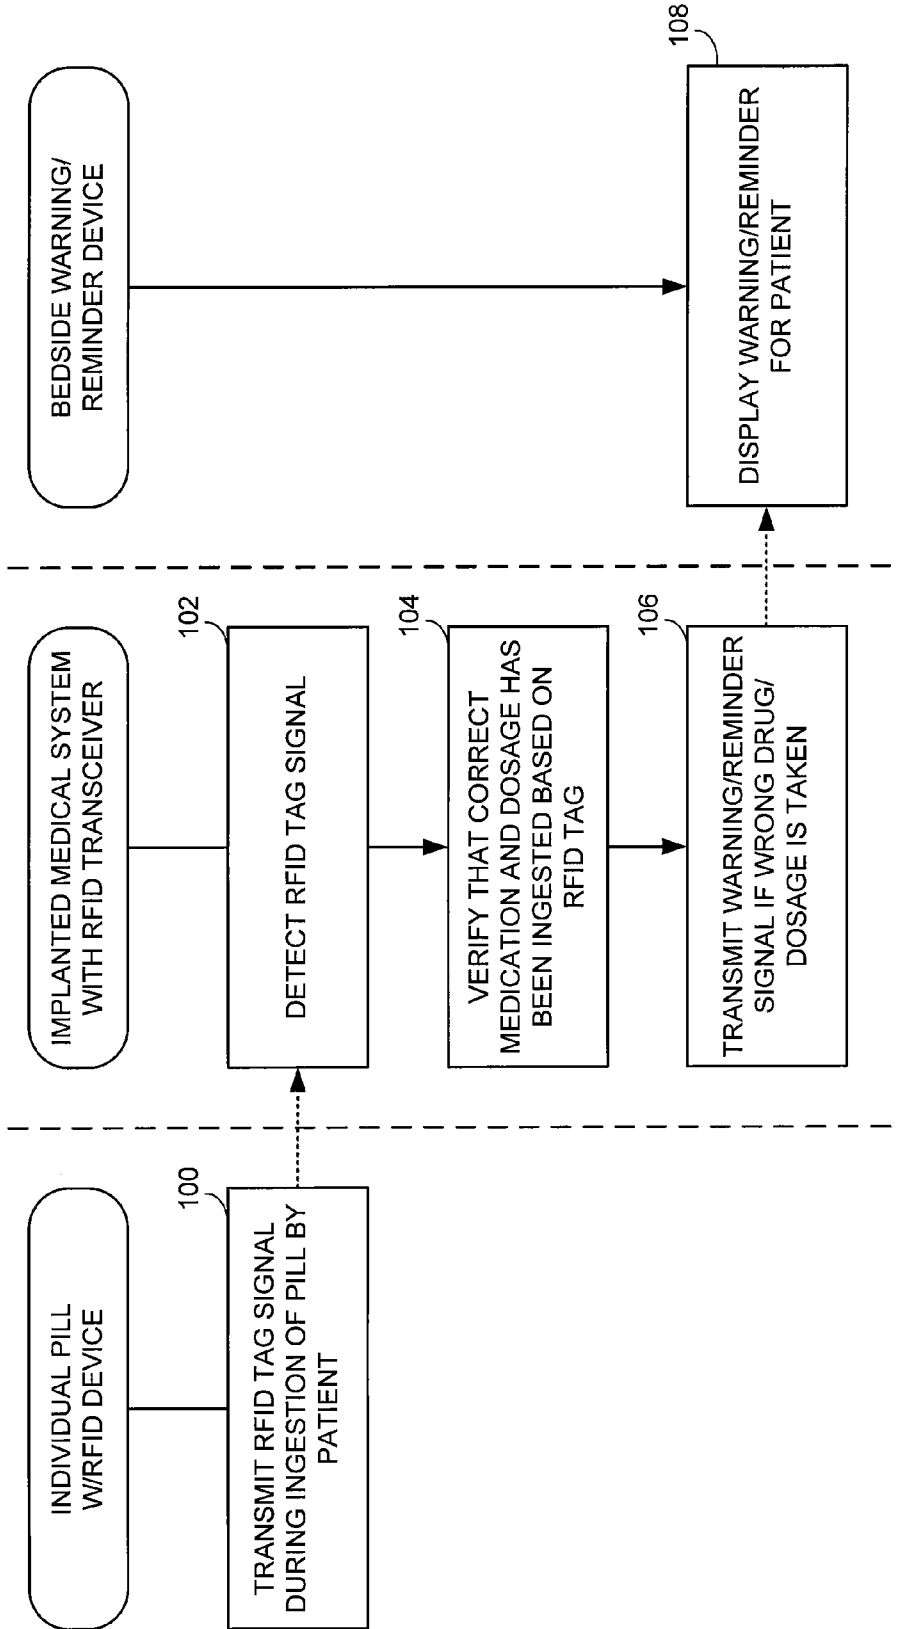 INDIVIDUAL PILL
W/RFID DEVICE
100
TRANSMIT RFID TAG SIGNAL
DURING INGESTION OF PILL BY
PATIENT
IMPLANTED MEDICAL SYSTEM
WITH RFID TRANSCEIVER
102
DETECT RFID TAG SIGNAL
104
VERIFY THAT CORRECT
MEDICATION AND DOSAGE HAS
BEEN INGESTED BASED ON
RFID TAG
106
TRANSMIT WARNING/REMINDER
SIGNAL IF WRONG DRUG/
DOSAGE IS TAKEN
BEDSIDE WARNING/
REMINDER DEVICE
108
DISPLAY WARNING/REMINDER
FOR PATIENT